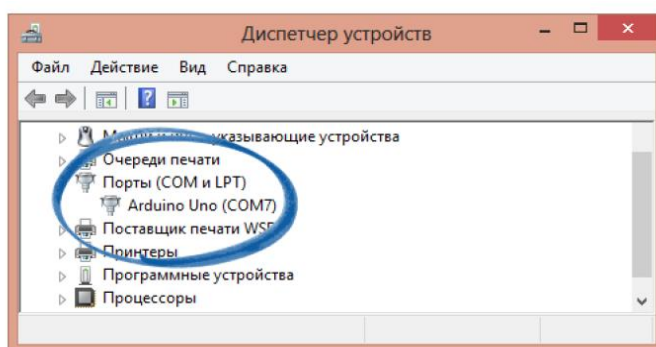 Диспетчер устройств
Файл Действие Вид Справка
указывающие устройства
Очереди печати
Порты (COM и LPT)
Arduino Uno (COM7)
Поставщик печати WSD
Принтеры
Программные устройства
Процессоры